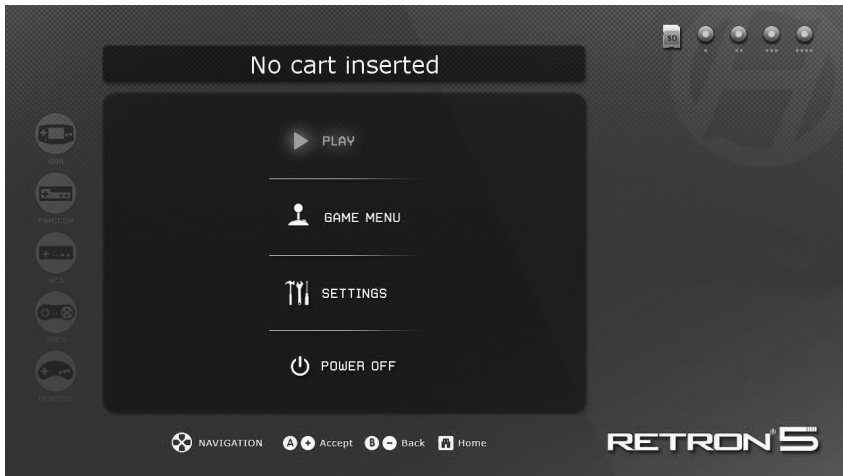 SD
No cart inserted
GBA
PLAY
FAMICOM
GAME MENU
NES
SETTINGS
SNES
POWER OFF
GENESIS
NAVIGATION A + Accept B - Back Home
RETRON® 5